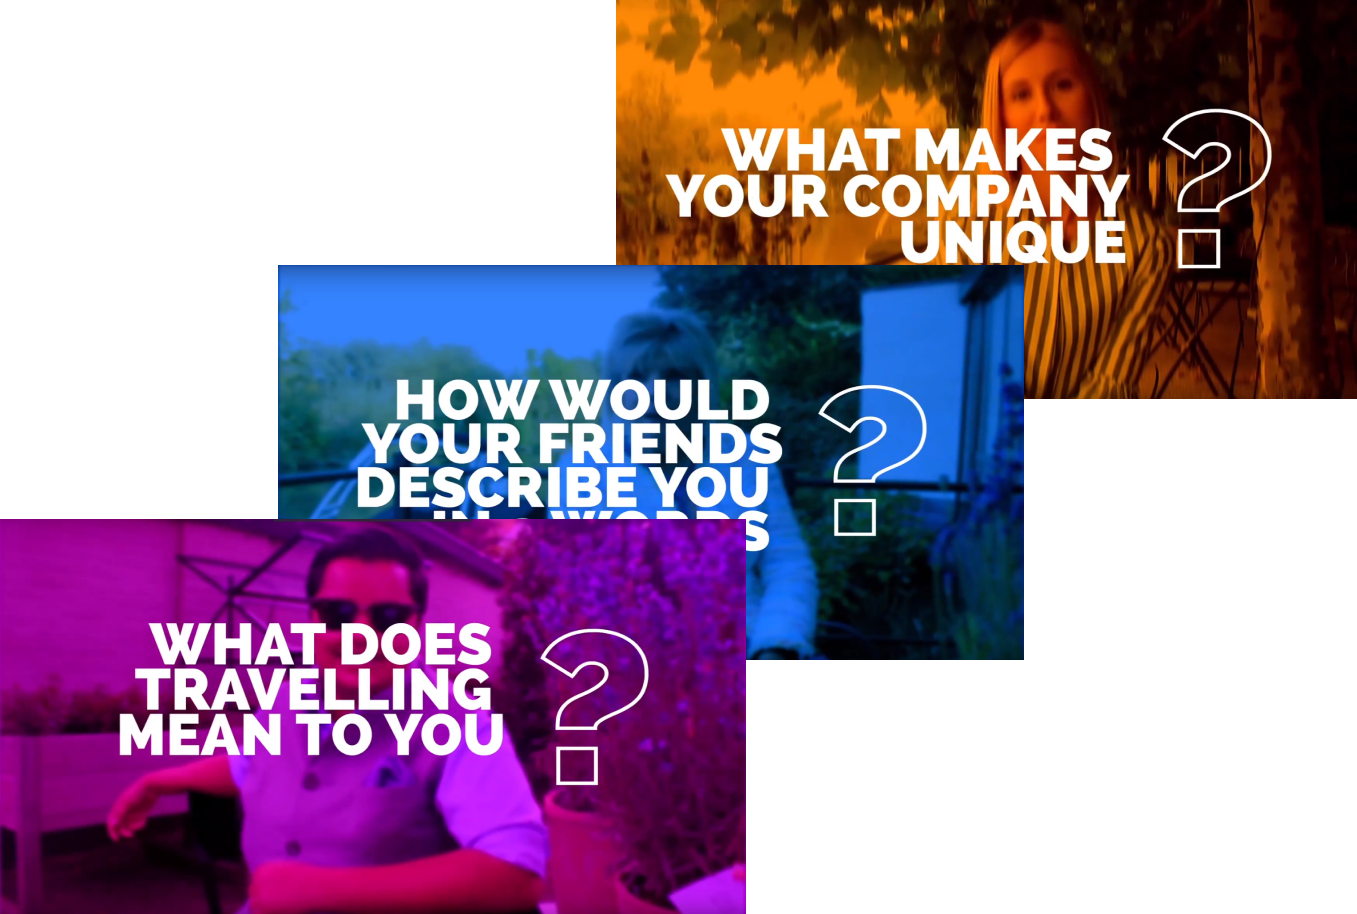 WHAT MAKES
YOUR COMPANY
UNIQUE
?
HOW WOULD
YOUR FRIENDS
DESCRIBE YOU
?
WHAT DOES
TRAVELLING
MEAN TO YOU
?